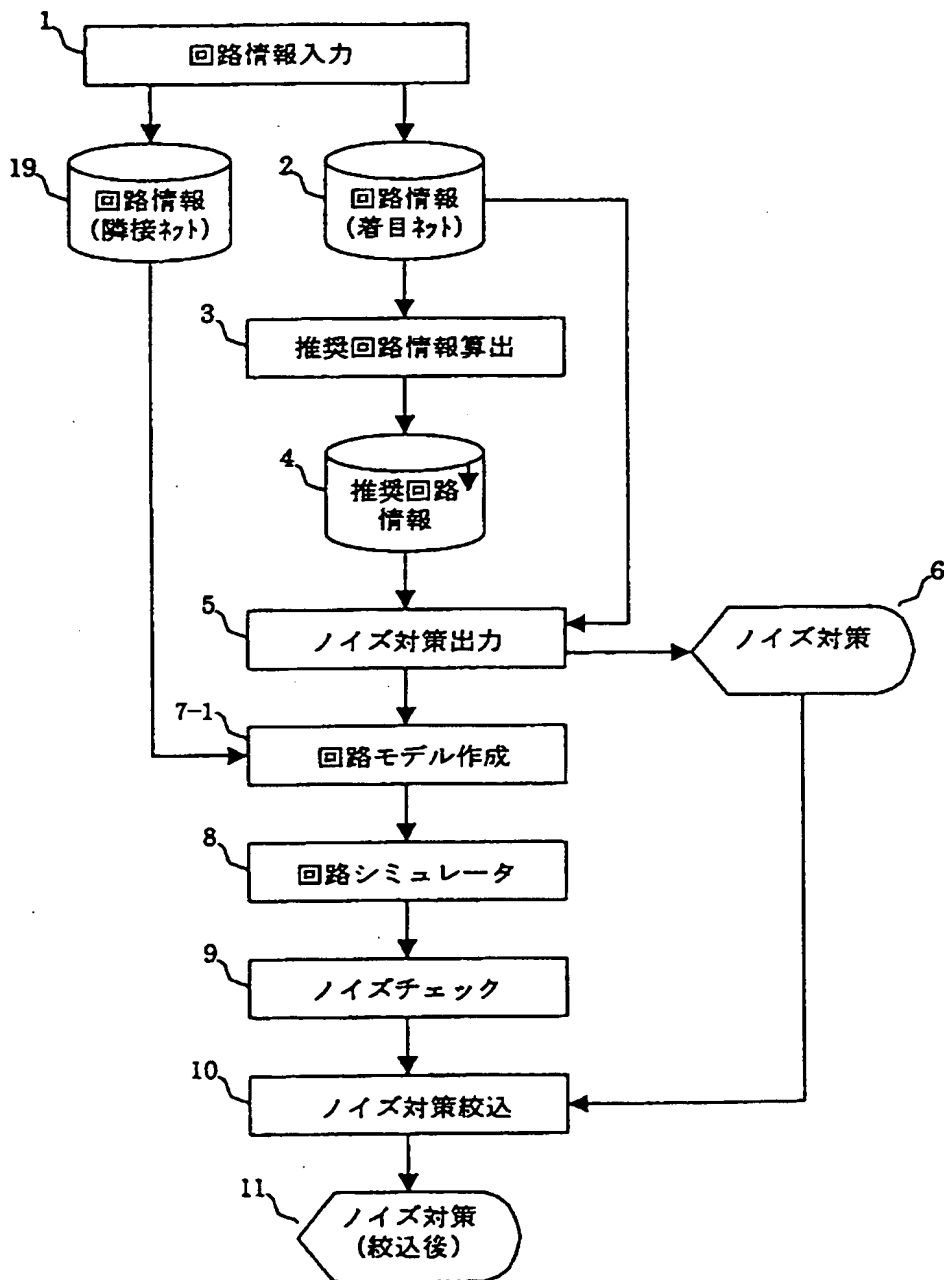 1
回路情報入力
19
回路情報
(隣接ネット)
2
回路情報
(着目ネット)
3
推奨回路情報算出
4
推奨回路
情報
5
ノイズ対策出力
6
ノイズ対策
7-1
回路モデル作成
8
回路シミュレータ
9
ノイズチェック
10
ノイズ対策絞込
11
ノイズ対策
(絞込後)